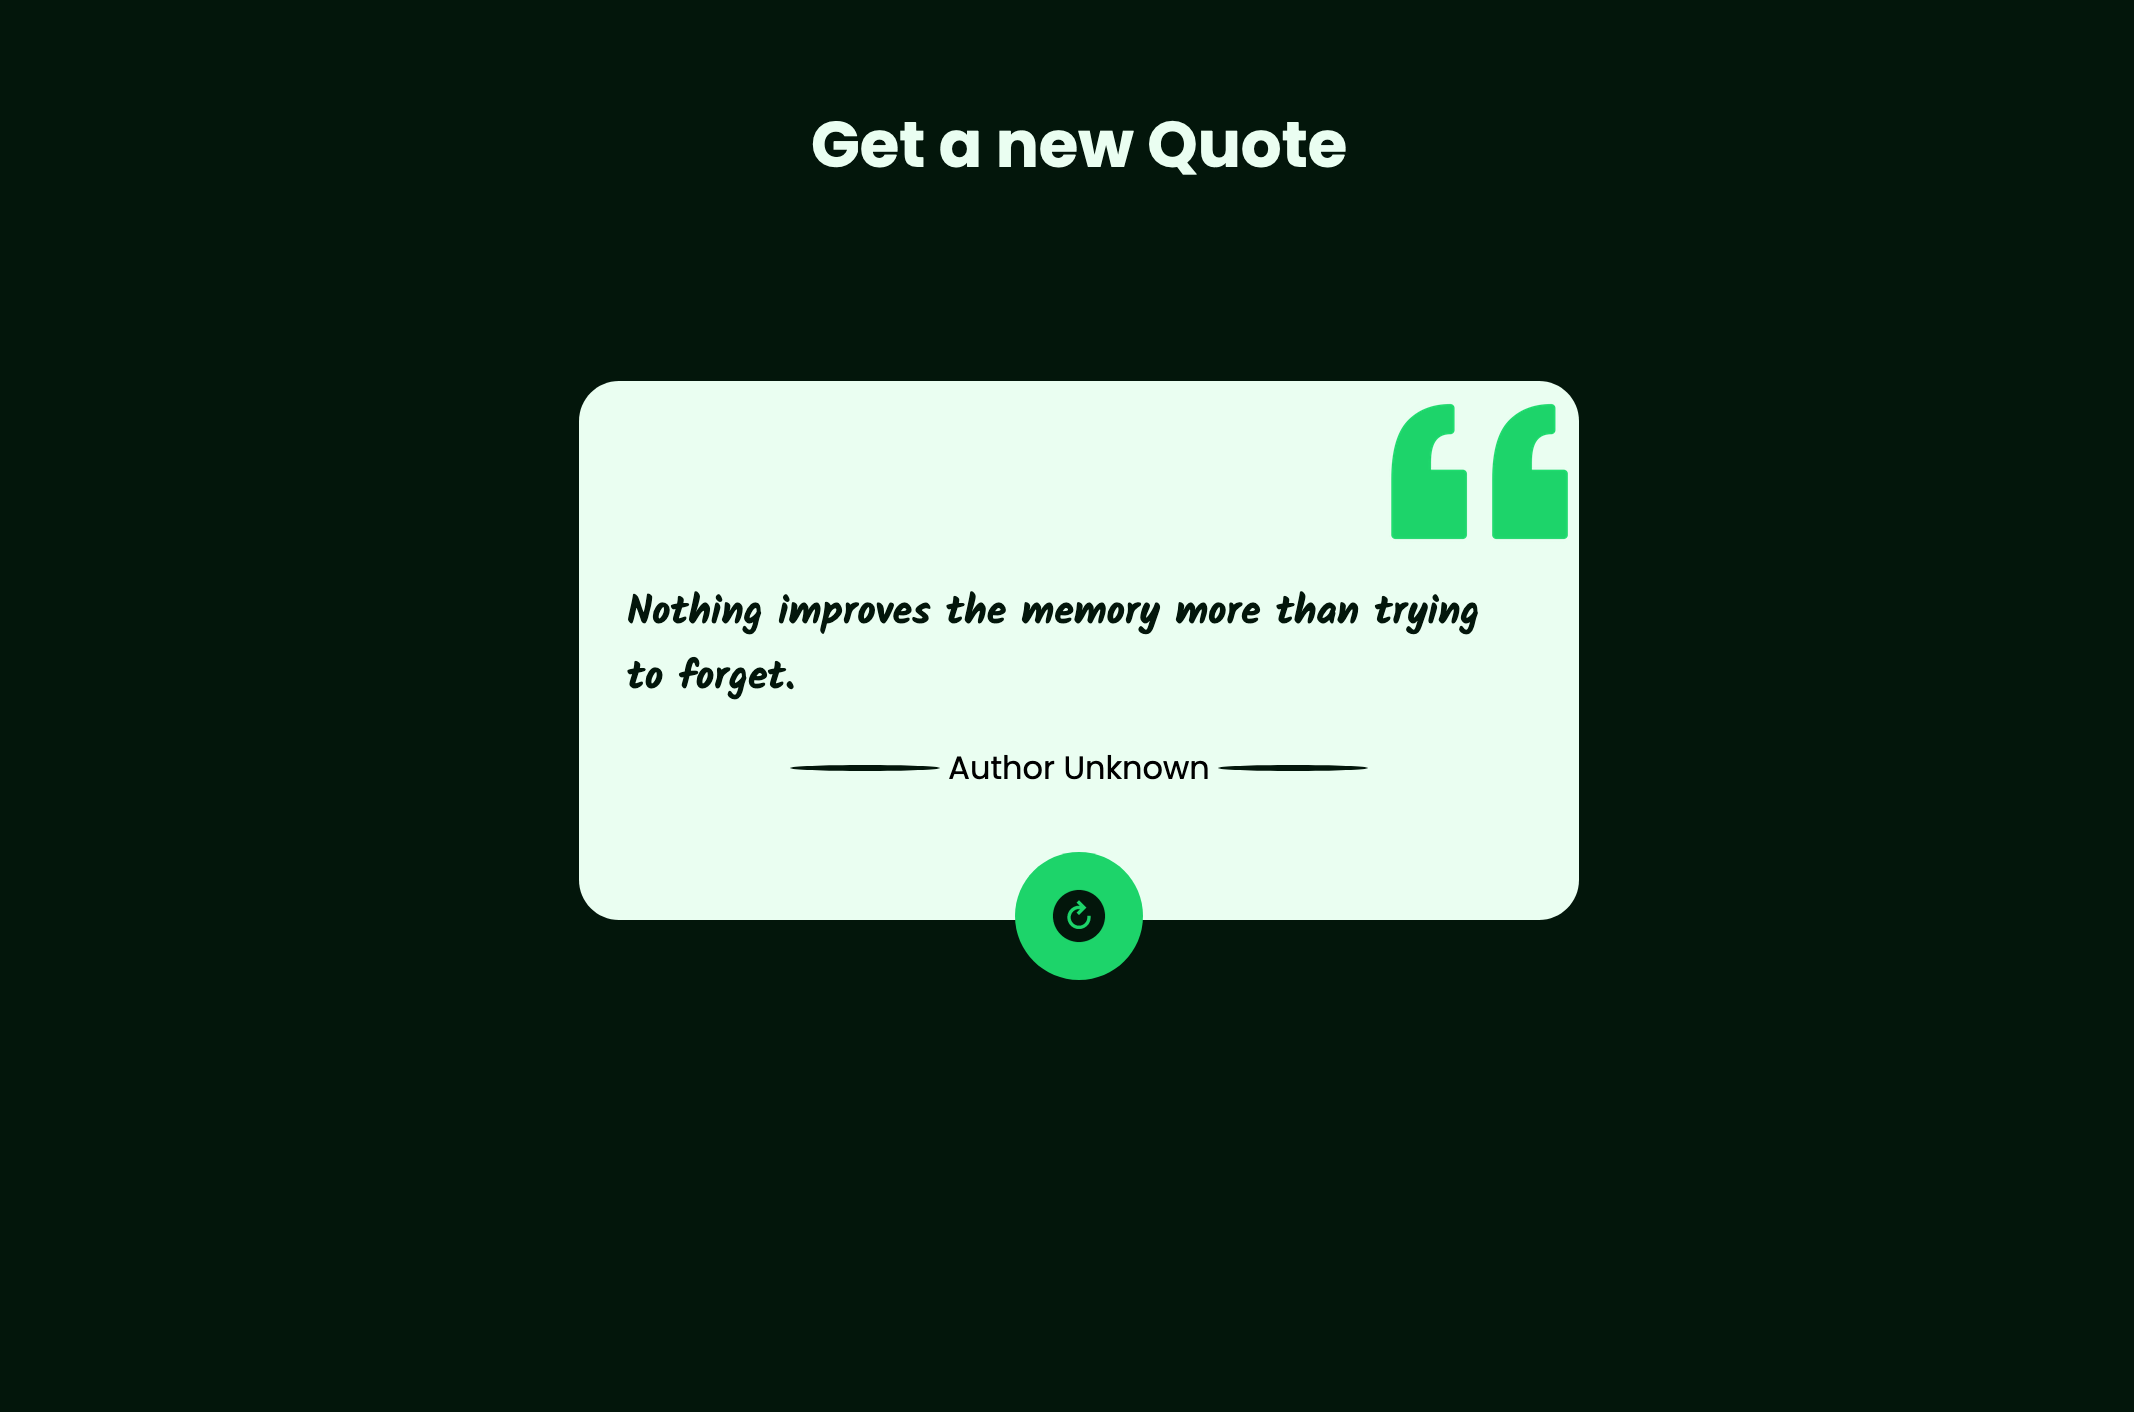 Get a new Quote
Nothing improves the memory more than trying
to forget.
Author Unknown